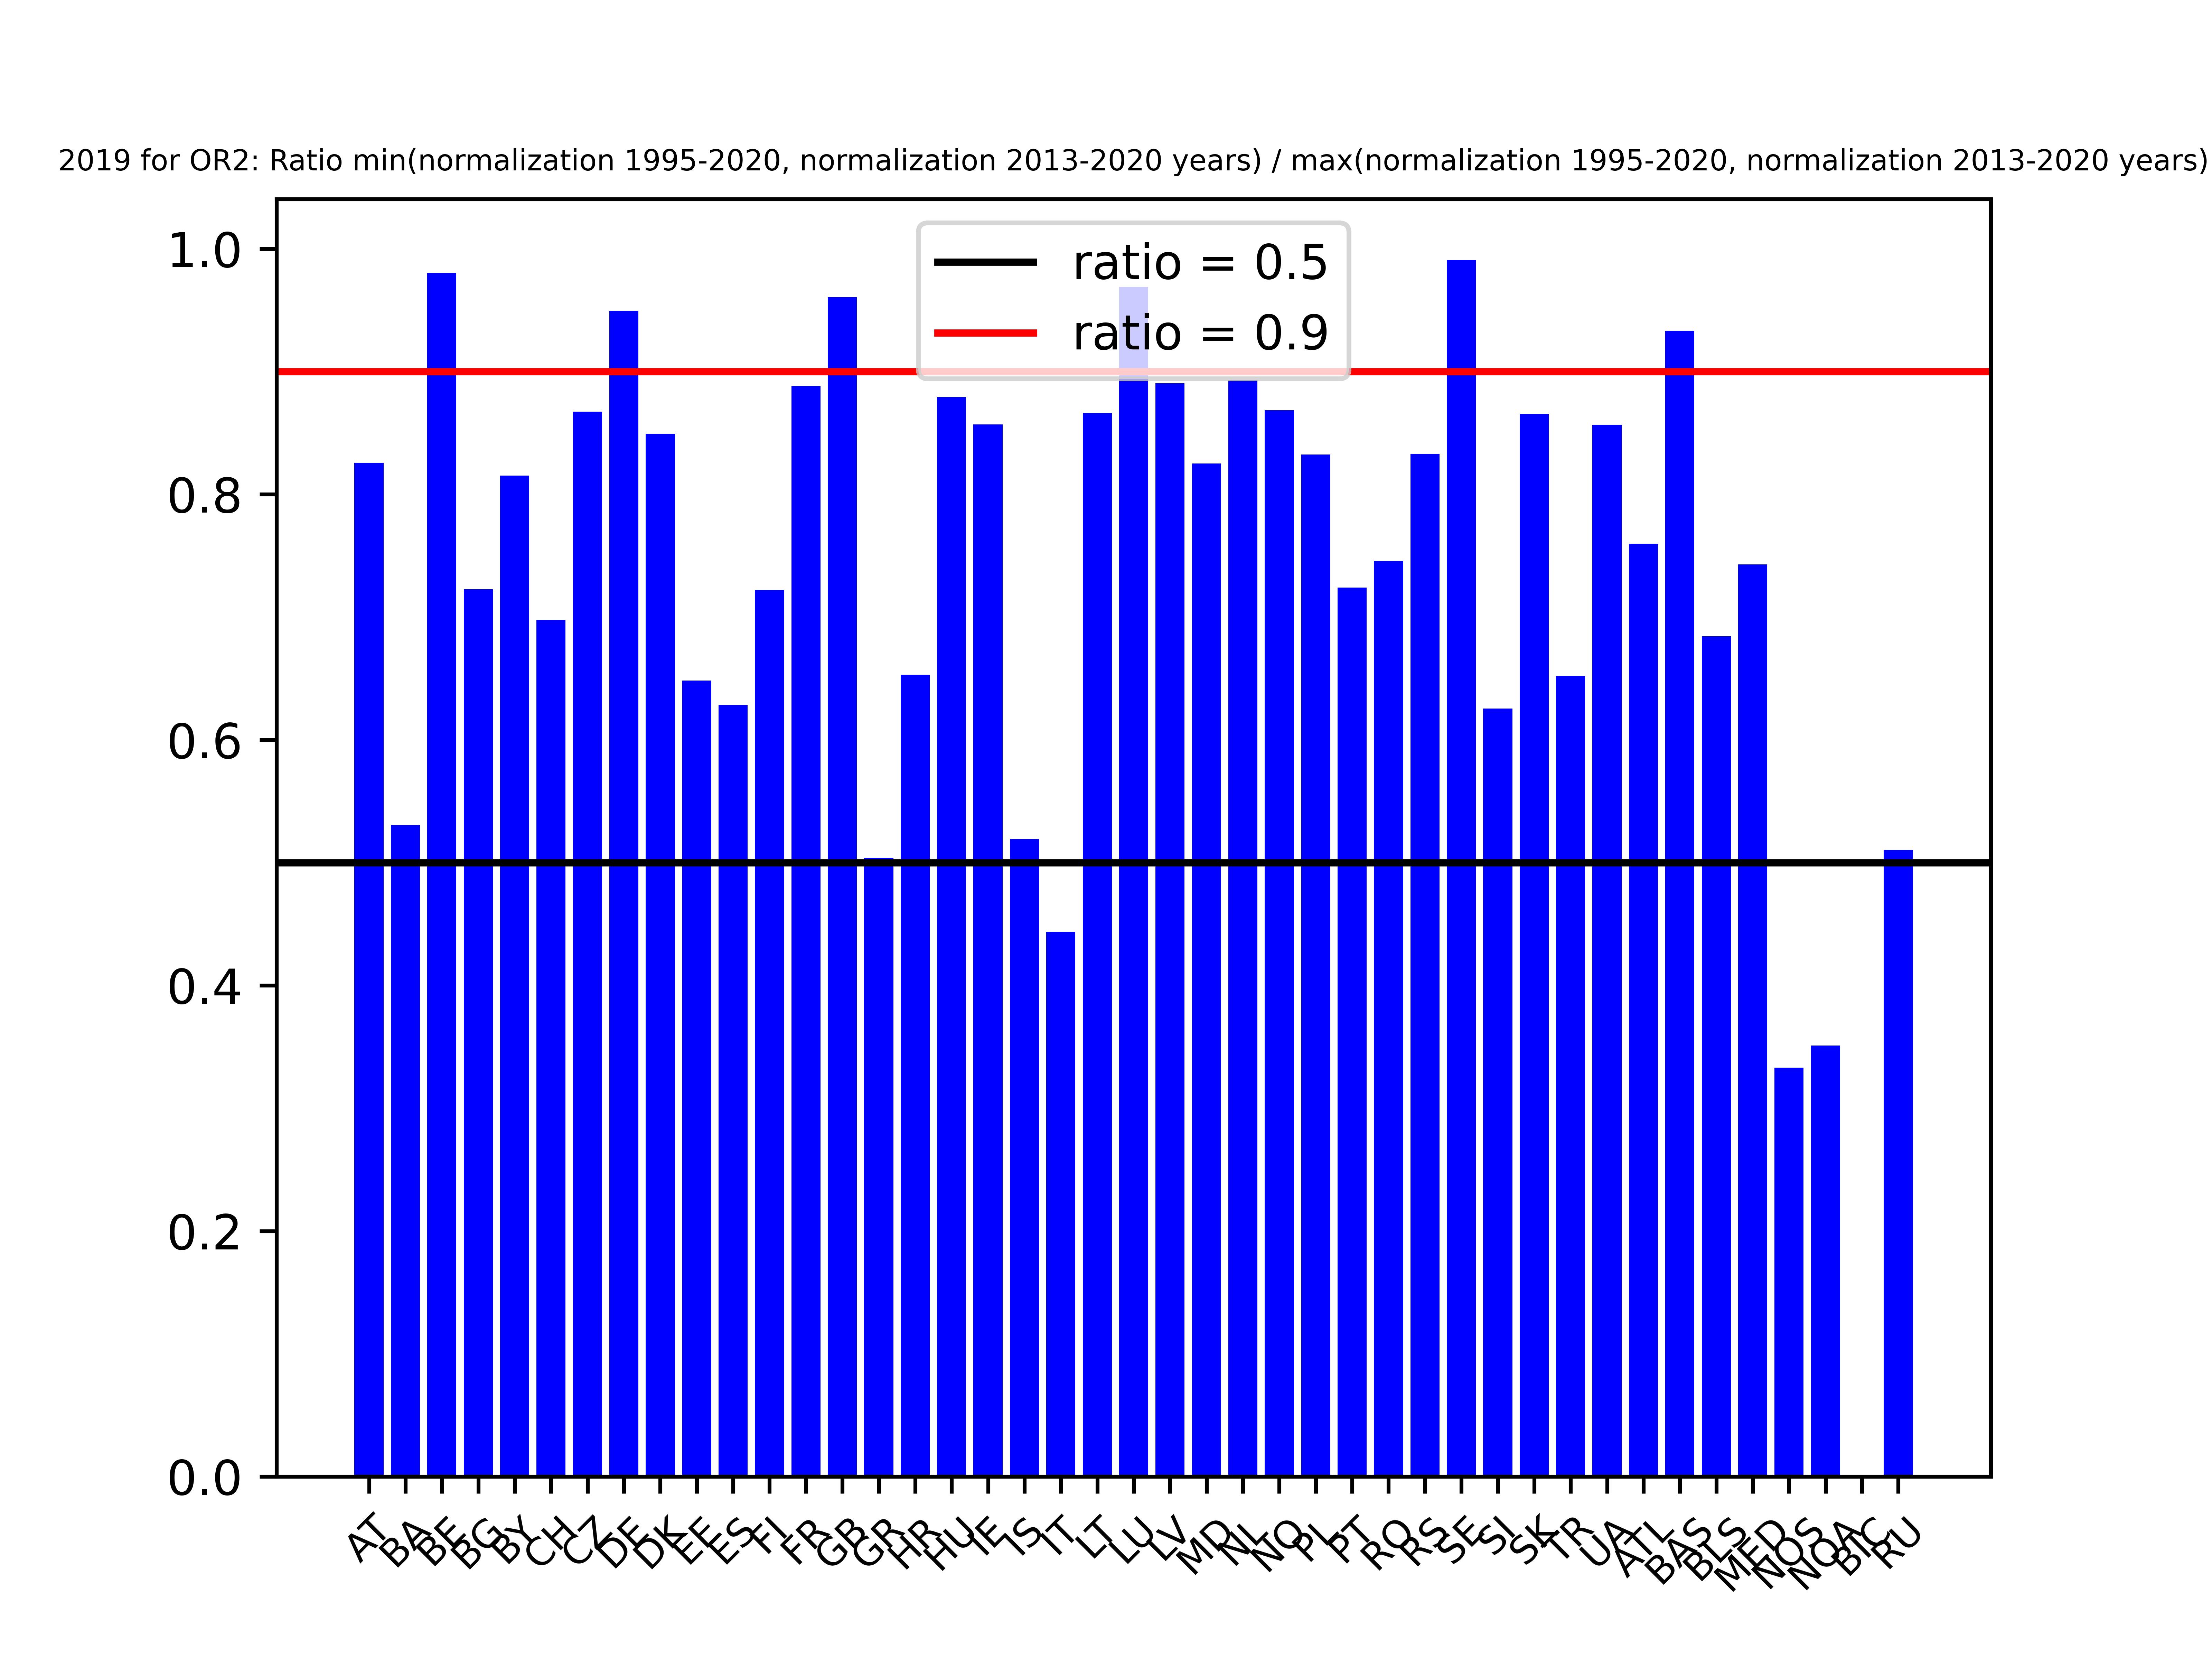 2019 for OR2: Ratio min(normalization 1995-2020, normalization 2013-2020 years) / max(normalization 1995-2020, normalization 2013-2020 years)
ratio = 0.5
ratio = 0.9
1.0
0.8
0.6
0.4
0.2
0.0
AT
BA
BE
BG
BY
CH
CZ
DE
DK
EE
ES
FI
FR
GB
GR
HR
HU
IE
IS
IT
LT
LU
LV
MD
NL
NO
PL
PT
RO
RS
SE
SI
SK
TR
UA
ATL
BAS
BLS
MED
NOS
NOA
BIC
RU